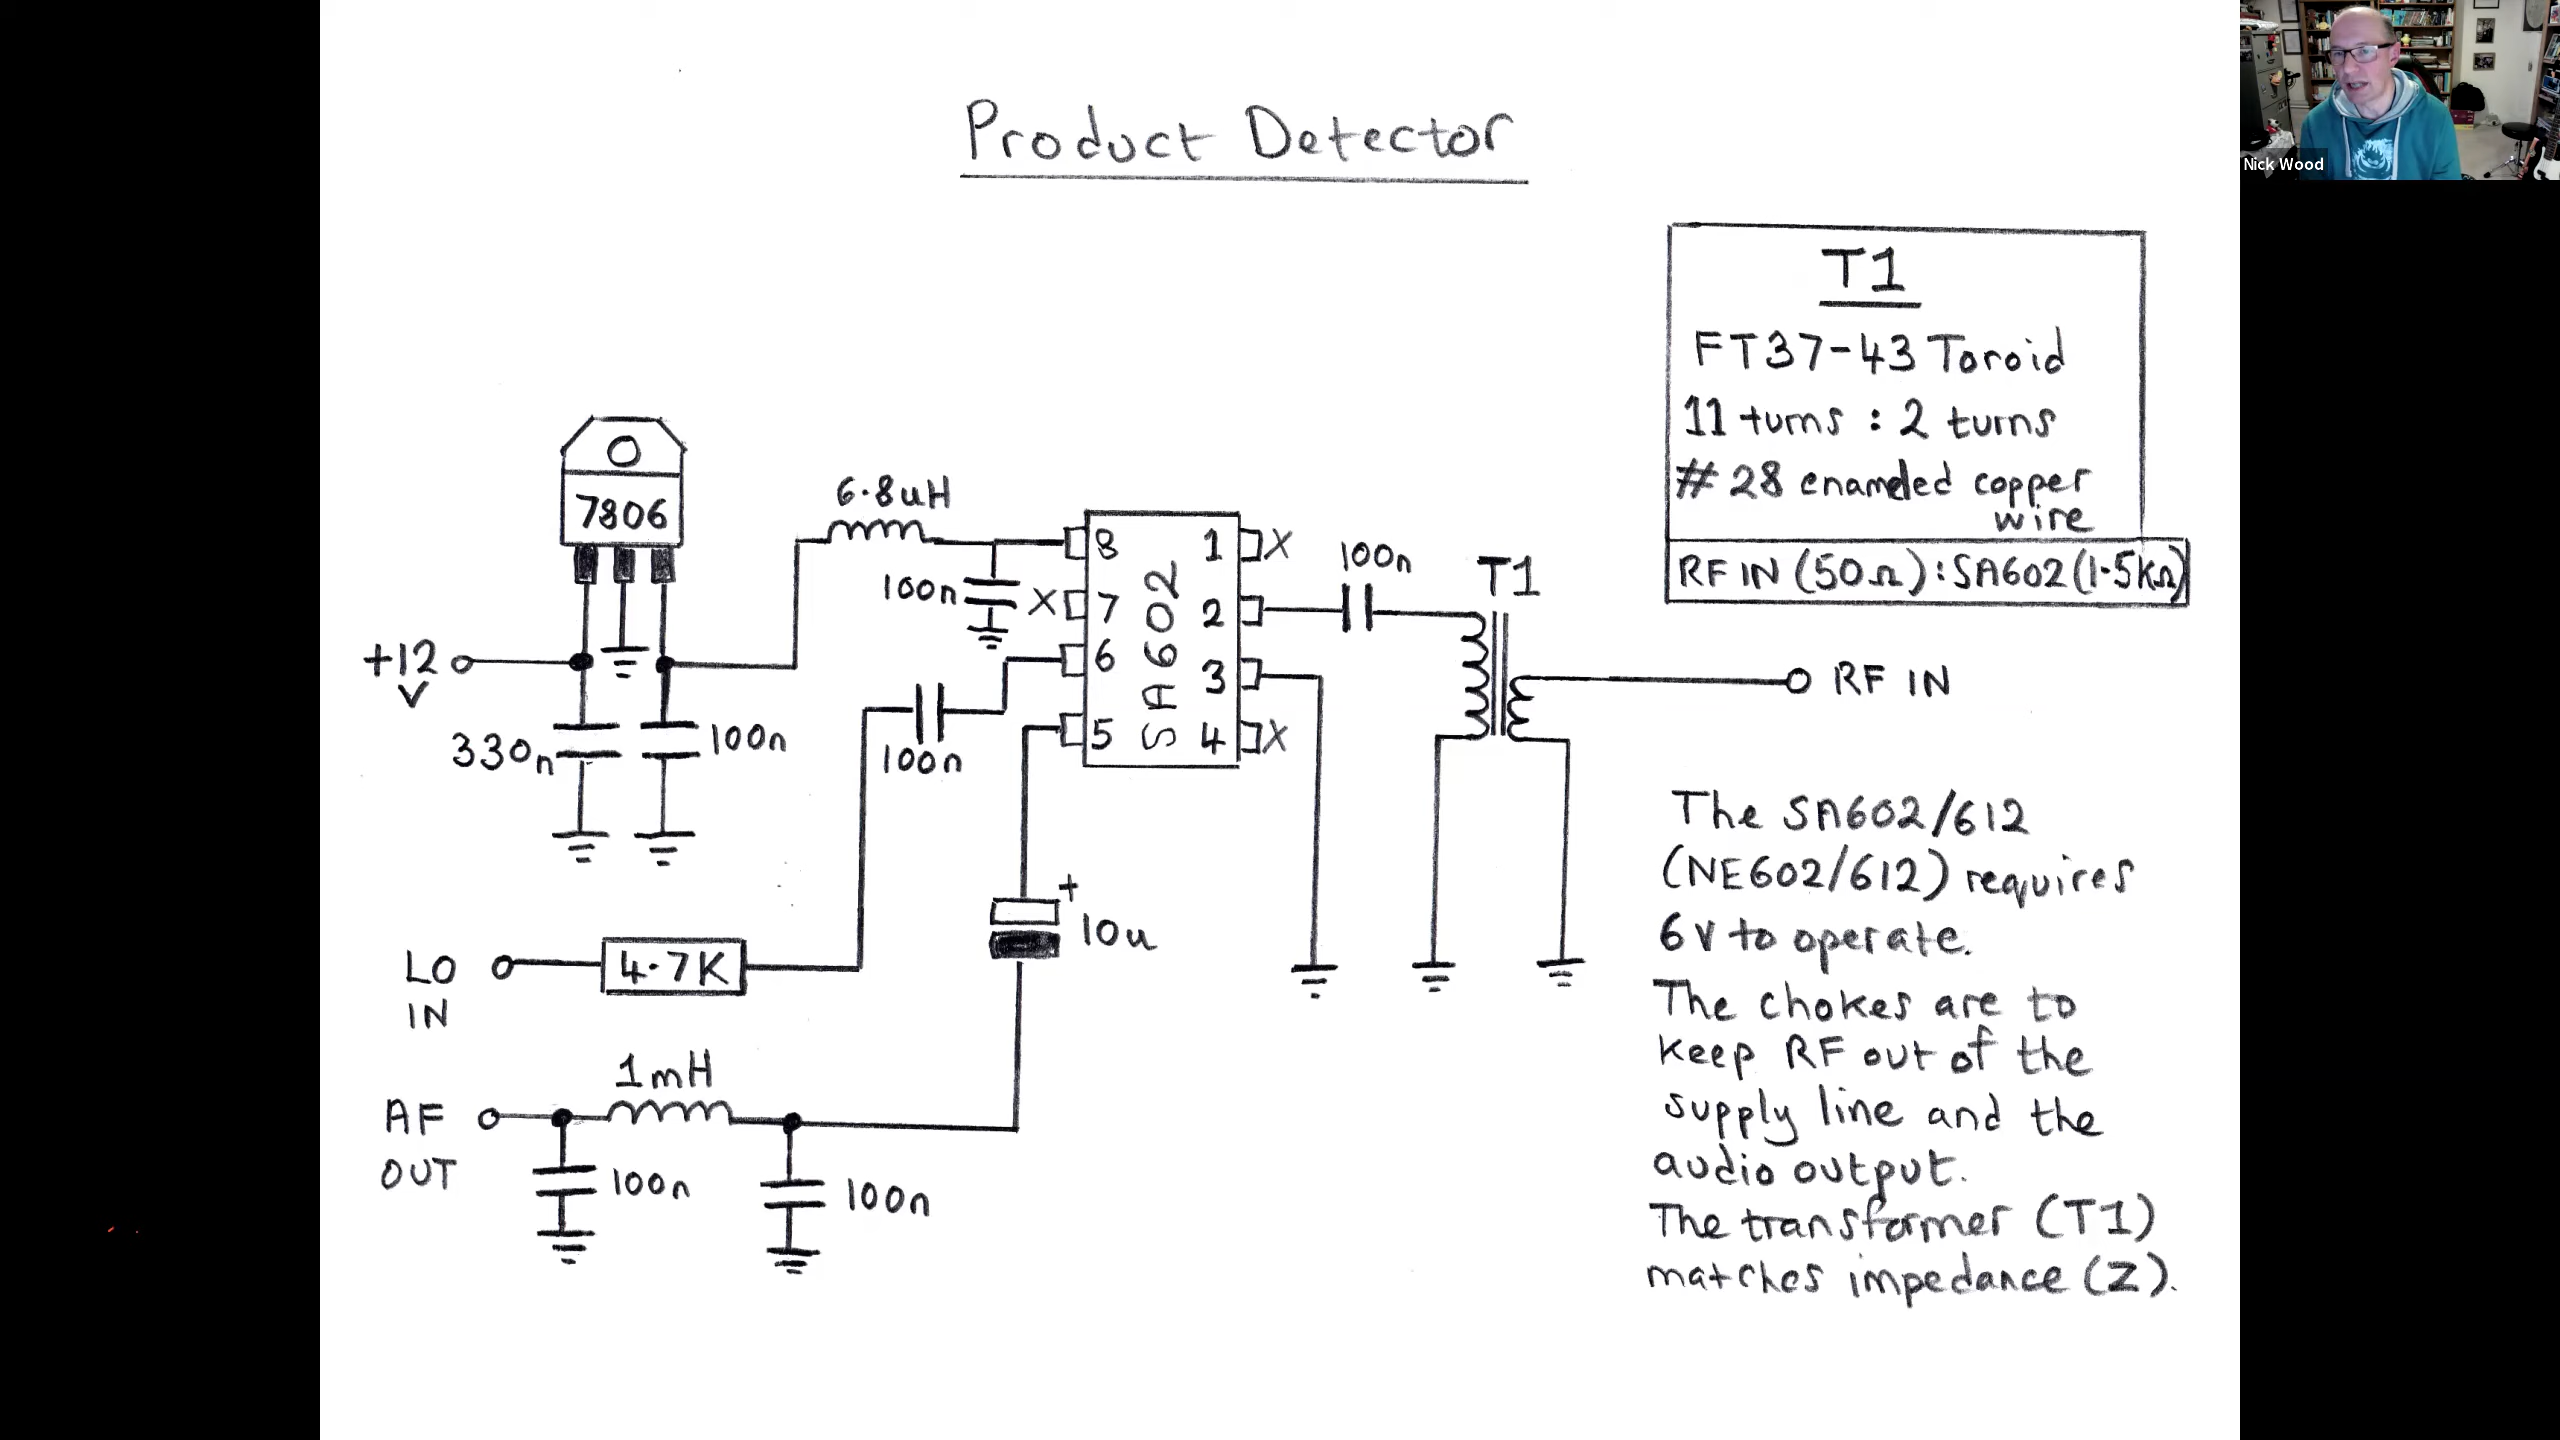 Product Detector
Nick Wood
T1
FT37-43 Toroid
11 turns : 2 turns
# 28 enameled copper
wire
RF IN (50Ω) : SA602 (1.5KΩ)
7806
6.8uH
100n
+12
V
330n
100n
100n
8
7
6
5
SA602
1
2
3
4
X
X
X
100n
T1
RF IN
LO
IN
4.7K
+
10u
1mH
AF
OUT
100n
100n
The SA602/612
(NE602/612) requires
6V to operate.
The chokes are to
keep RF out of the
supply line and the
audio output.
The transformer (T1)
matches impedance (Z).